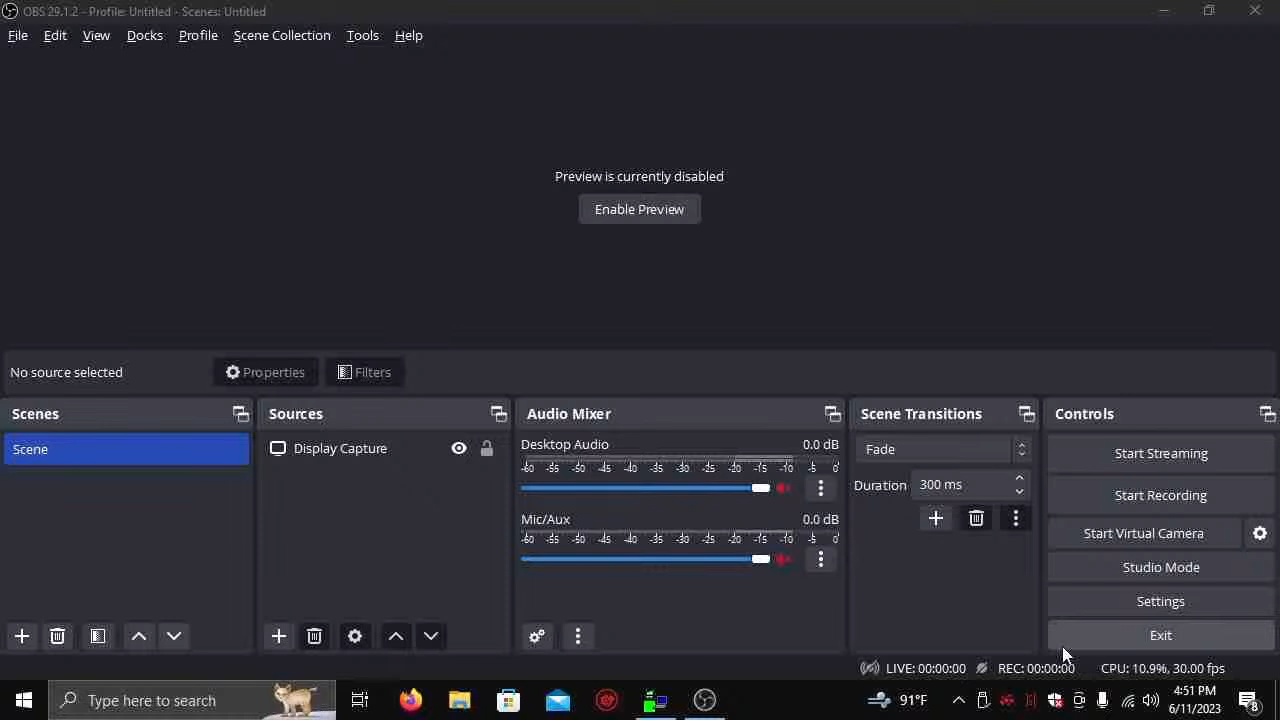 OBS 29.1.2 - Profile: Untitled - Scenes: Untitled
File Edit View Docks Profile Scene Collection Tools Help
Preview is currently disabled
Enable Preview
No source selected Properties Filters
Scenes
Scene
Sources
Display Capture
Audio Mixer
Desktop Audio 0.0 dB
-60 -55 -50 -45 -40 -35 -30 -25 -20 -15 -10 -5 0
Mic/Aux 0.0 dB
-60 -55 -50 -45 -40 -35 -30 -25 -20 -15 -10 -5 0
Scene Transitions
Fade
Duration 300 ms
Controls
Start Streaming
Start Recording
Start Virtual Camera
Studio Mode
Settings
Exit
LIVE: 00:00:00 REC: 00:00:00 CPU: 10.9%, 30.00 fps
Type here to search
91°F
4:51 PM
6/11/2023
8